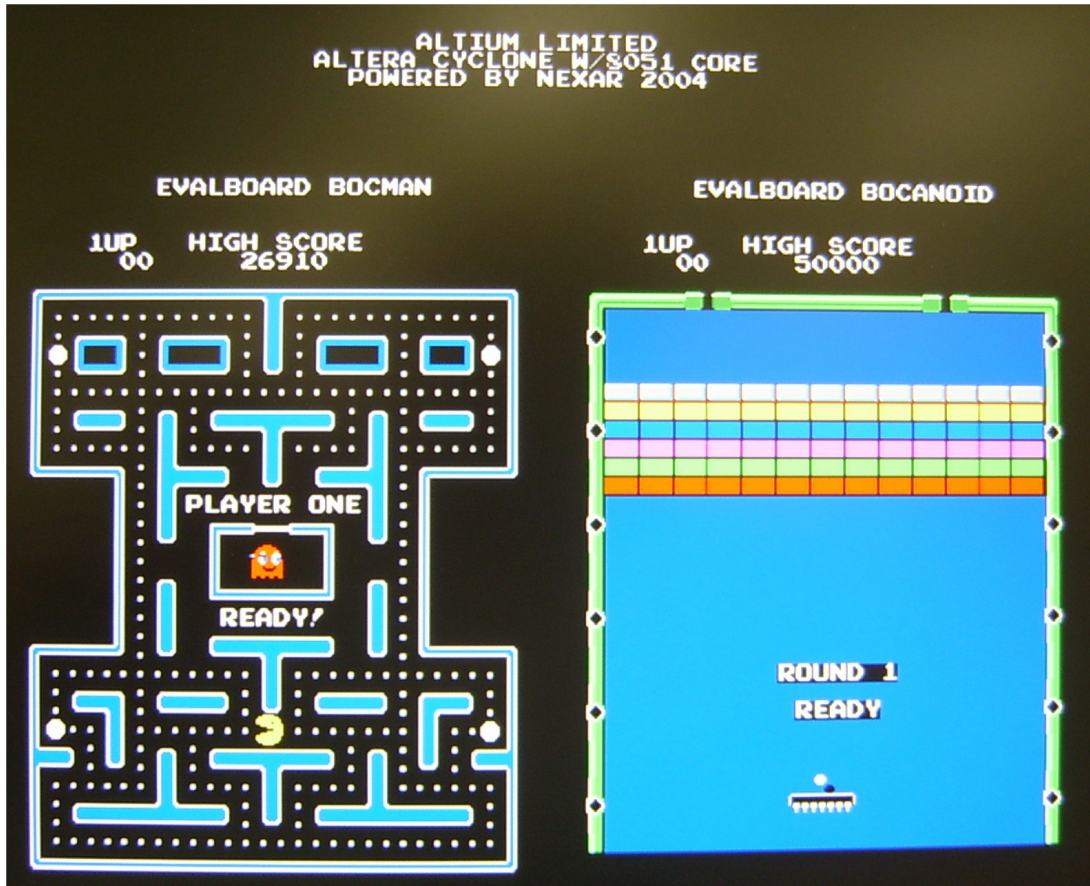 ALTIUM LIMITED
ALTERA CYCLONE W/8051 CORE
POWERED BY NEXAR 2004
EVALBOARD BOCMAN
1UP HIGH SCORE
00 26910
PLAYER ONE
READY!
EVALBOARD BOCANOID
1UP HIGH SCORE
00 50000
ROUND 1
READY